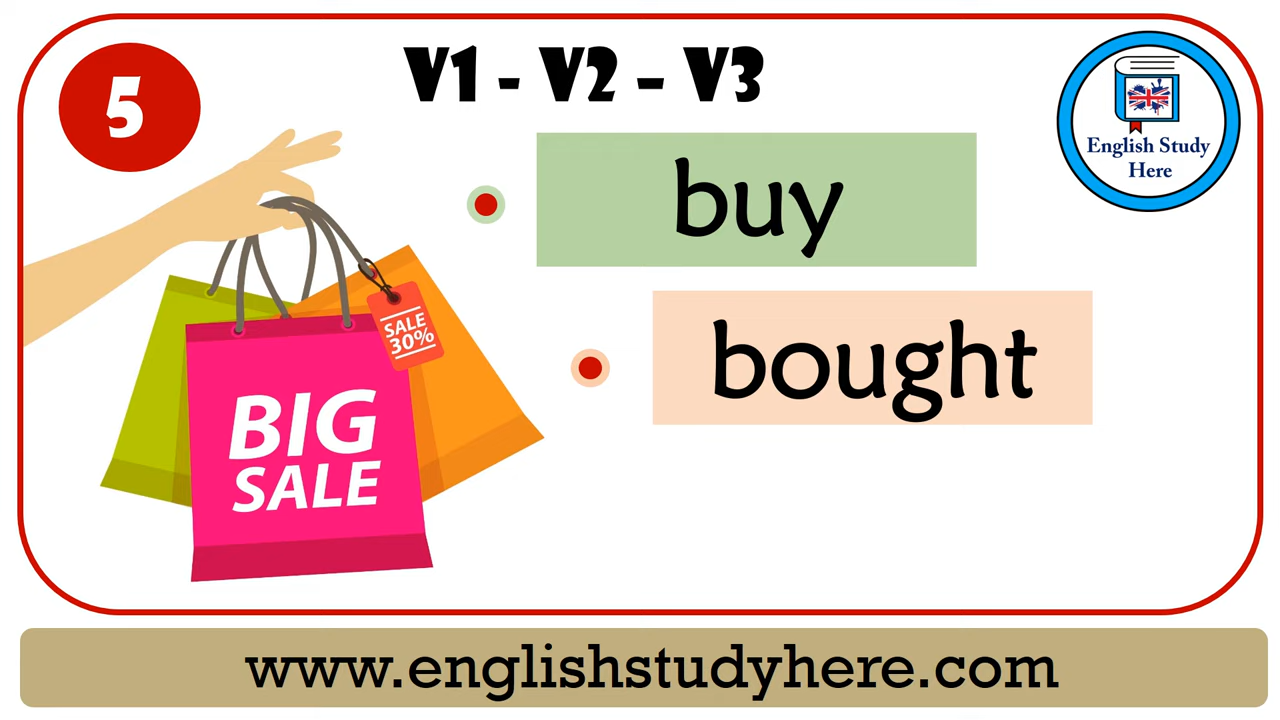 5
V1 - V2 – V3
English Study
Here
buy
bought
SALE
30%
BIG
SALE
www.englishstudyhere.com